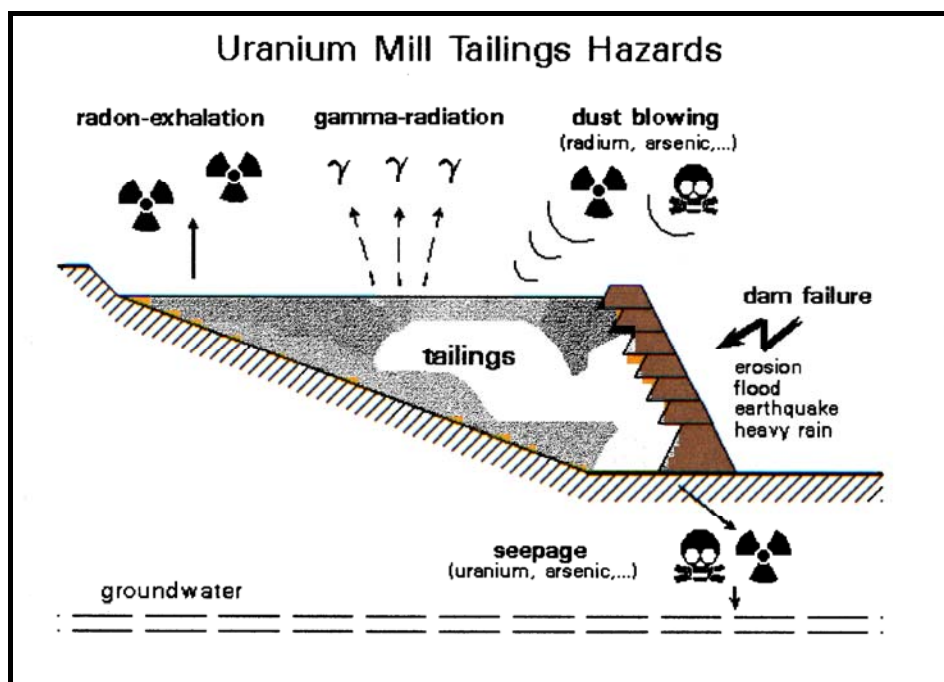 Uranium Mill Tailings Hazards
radon-exhalation
gamma-radiation
dust blowing
(radium, arsenic,...)
γ γ γ
dam failure
tailings
erosion
flood
earthquake
heavy rain
seepage
(uranium, arsenic,...)
groundwater